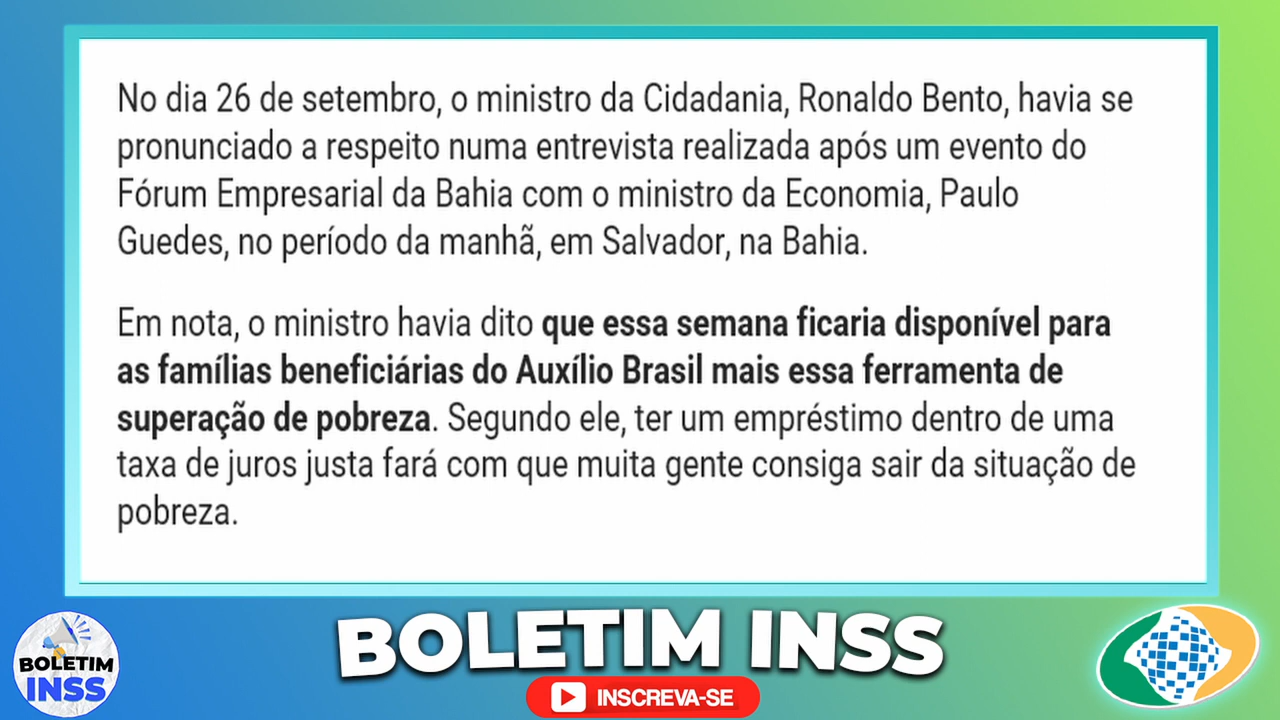 No dia 26 de setembro, o ministro da Cidadania, Ronaldo Bento, havia se
pronunciado a respeito numa entrevista realizada após um evento do
Fórum Empresarial da Bahia com o ministro da Economia, Paulo
Guedes, no período da manhã, em Salvador, na Bahia.
Em nota, o ministro havia dito que essa semana ficaria disponível para
as famílias beneficiárias do Auxílio Brasil mais essa ferramenta de
superação de pobreza. Segundo ele, ter um empréstimo dentro de uma
taxa de juros justa fará com que muita gente consiga sair da situação de
pobreza.
BOLETIM INSS
INSCREVA-SE
BOLETIM
INSS